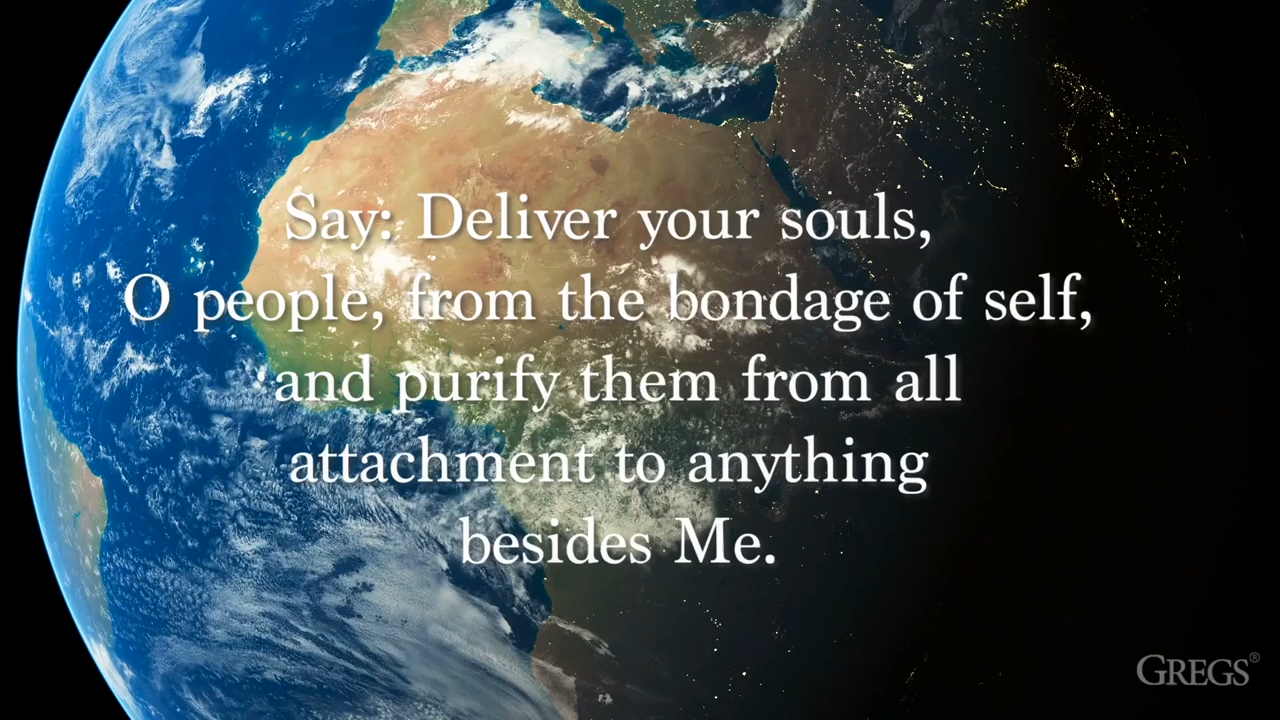 Say: Deliver your souls,
O people, from the bondage of self,
and purify them from all
attachment to anything
besides Me.
GREGS®